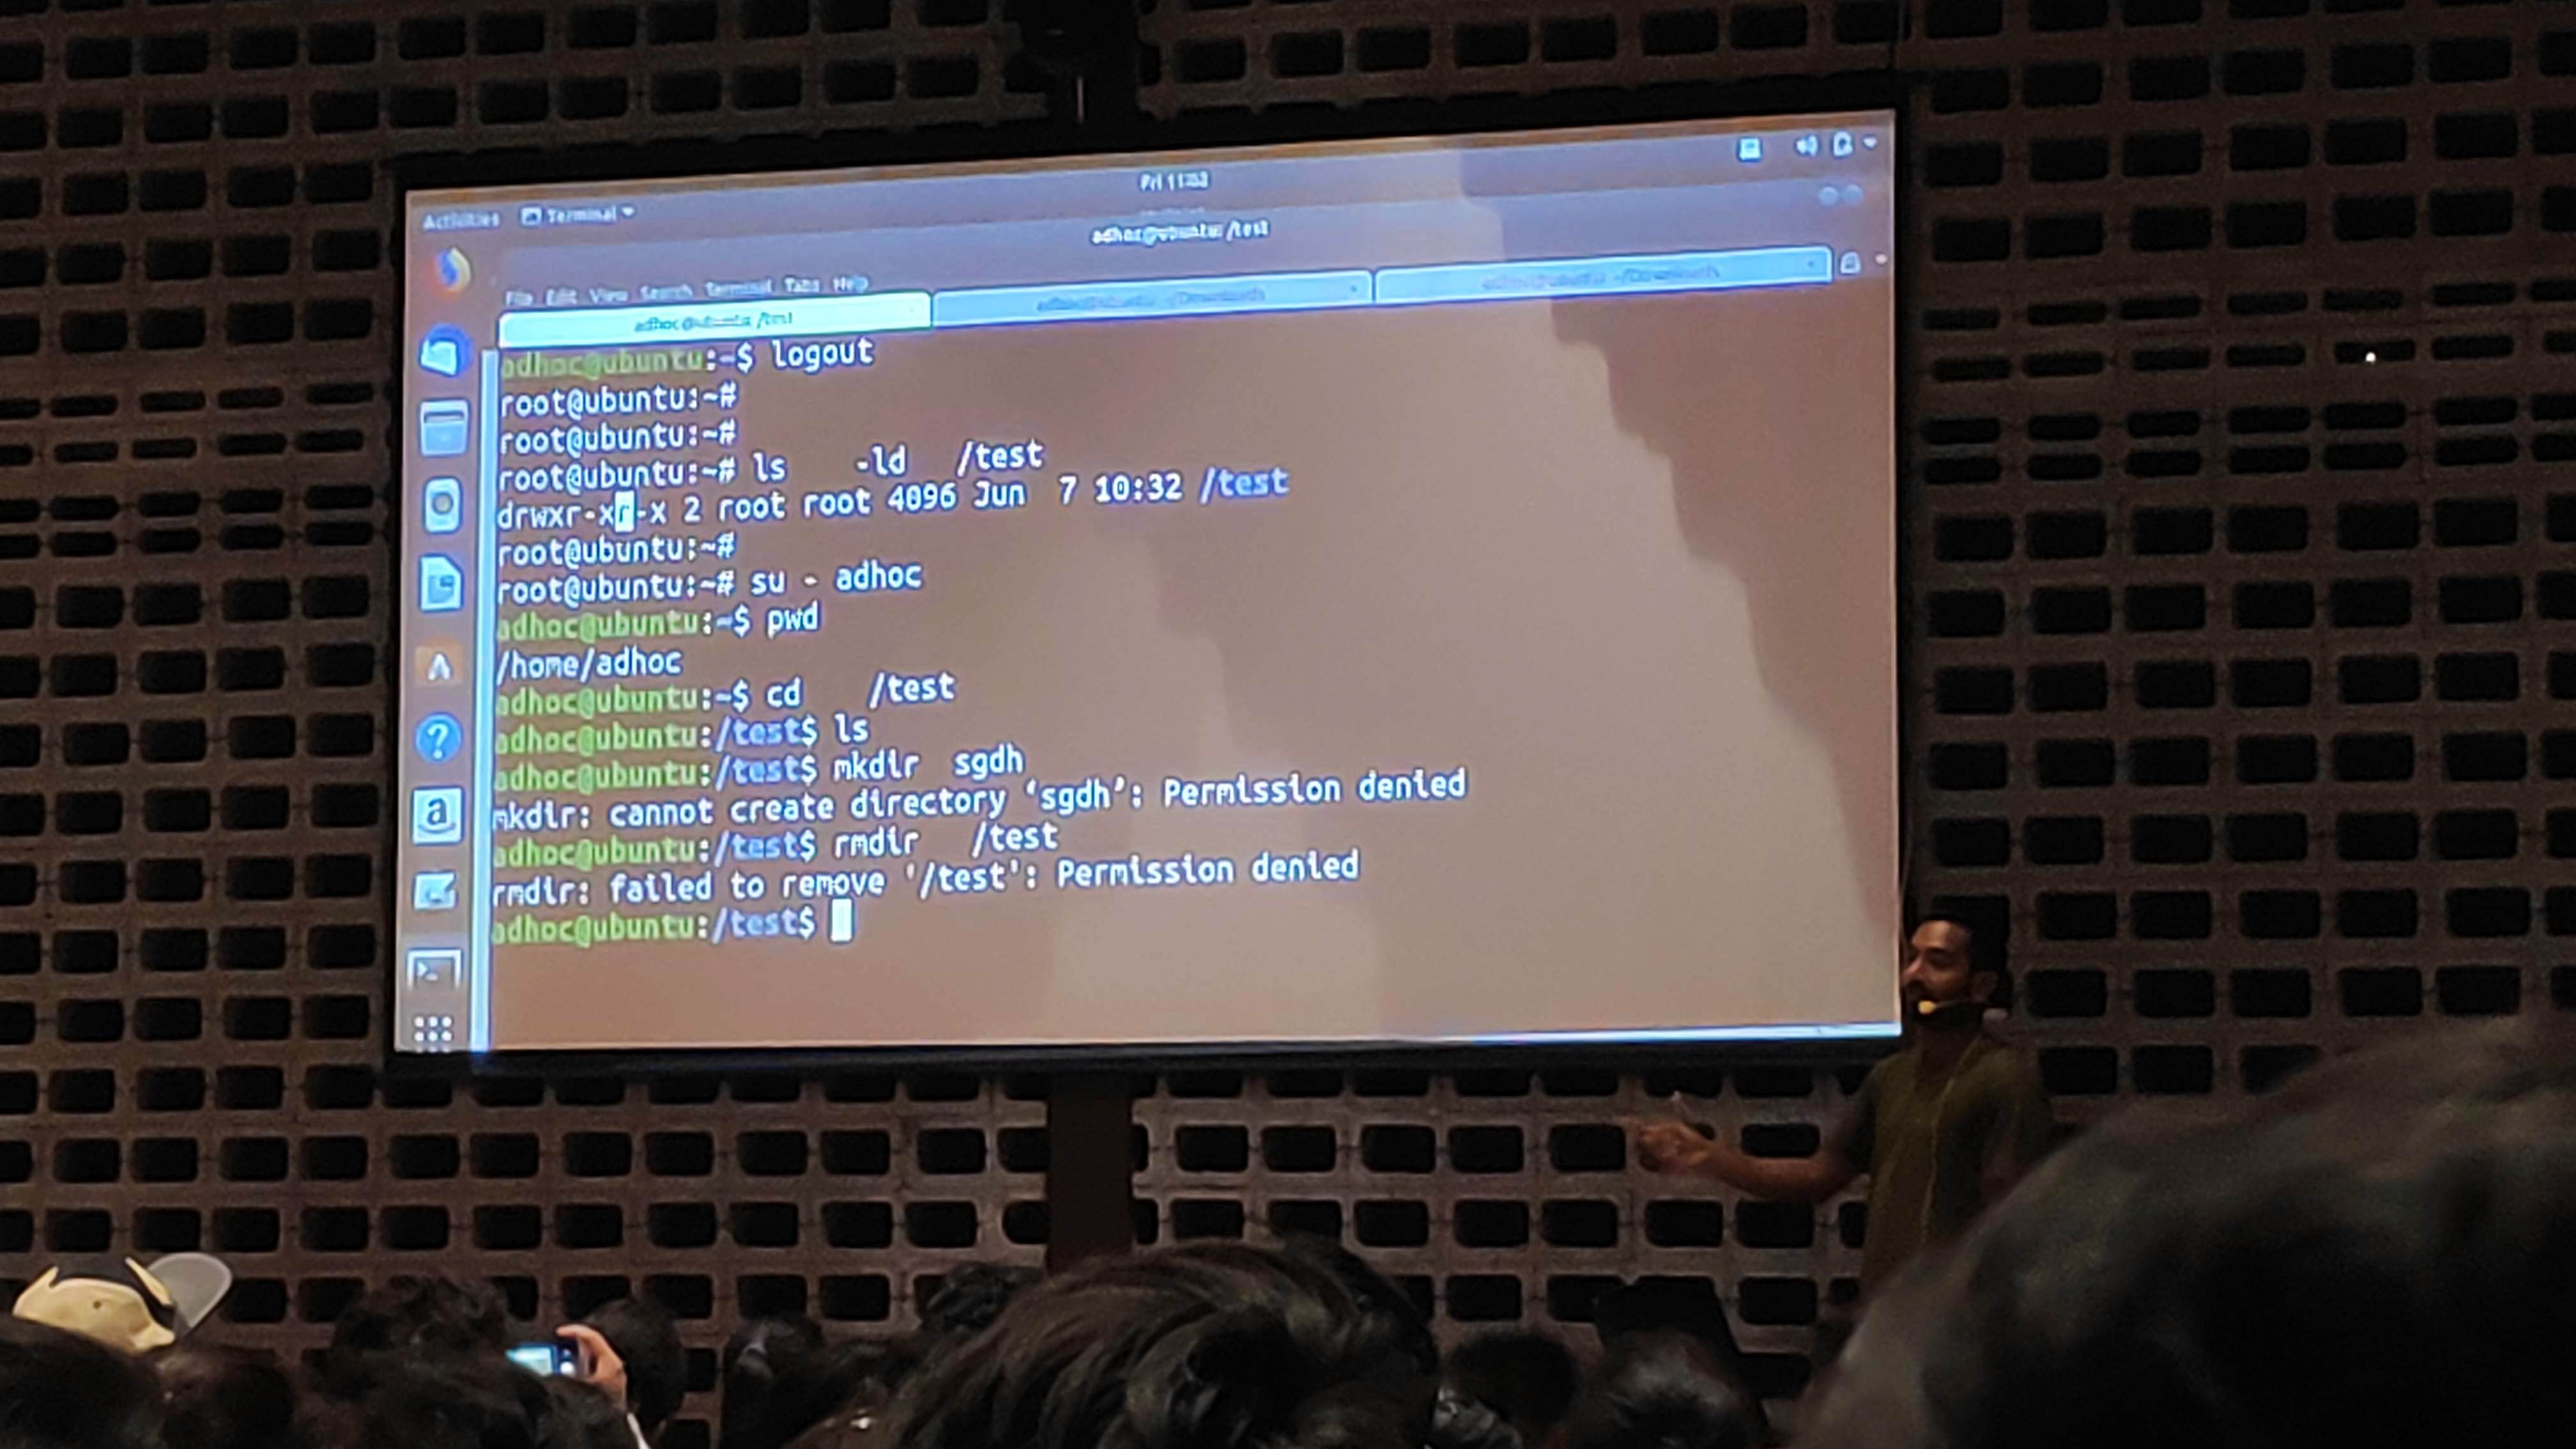 Fri
Activities Terminal
adhoc@ubuntu: /test
File Edit View Search Terminal Tabs Help
adhoc@ubuntu: /test
adhoc@ubuntu:~$ logout
root@ubuntu:~#
root@ubuntu:~#
root@ubuntu:~# ls -ld /test
drwxr-xr-x 2 root root 4096 Jun 7 10:32 /test
root@ubuntu:~#
root@ubuntu:~# su - adhoc
adhoc@ubuntu:~$ pwd
/home/adhoc
adhoc@ubuntu:~$ cd /test
adhoc@ubuntu:/test$ ls
adhoc@ubuntu:/test$ mkdir sgdh
mkdir: cannot create directory ‘sgdh’: Permission denied
adhoc@ubuntu:/test$ rmdir /test
rmdir: failed to remove '/test': Permission denied
adhoc@ubuntu:/test$